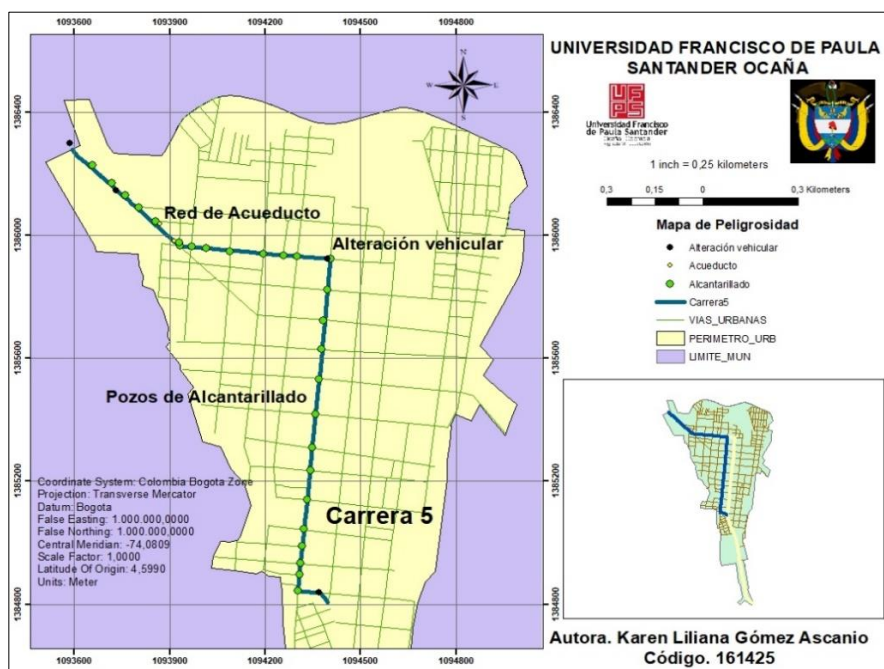 1093600 1093900 1094200 1094500 1094800
UNIVERSIDAD FRANCISCO DE PAULA
SANTANDER OCAÑA
N
W E
S
1386400
1386400
UFPS
Universidad Francisco
de Paula Santander
1 inch = 0,25 kilometers
0,3 0,15 0 0,3 Kilometers
Mapa de Peligrosidad
Alteración vehicular
Acueducto
Alcantarillado
Carrera5
VIAS_URBANAS
PERIMETRO_URB
LIMITE_MUN
Red de Acueducto
1386000
1386000
Alteración vehicular
1385600
1385600
Pozos de Alcantarillado
1385200
1385200
Carrera 5
Coordinate System: Colombia Bogota Zone
Projection: Transverse Mercator
Datum: Bogota
False Easting: 1.000.000,0000
False Northing: 1.000.000,0000
Central Meridian: -74,0809
Scale Factor: 1,0000
Latitude Of Origin: 4,5990
Units: Meter
1384800
1384800
1093600 1093900 1094200 1094500 1094800
Autora. Karen Liliana Gómez Ascanio
Código. 161425